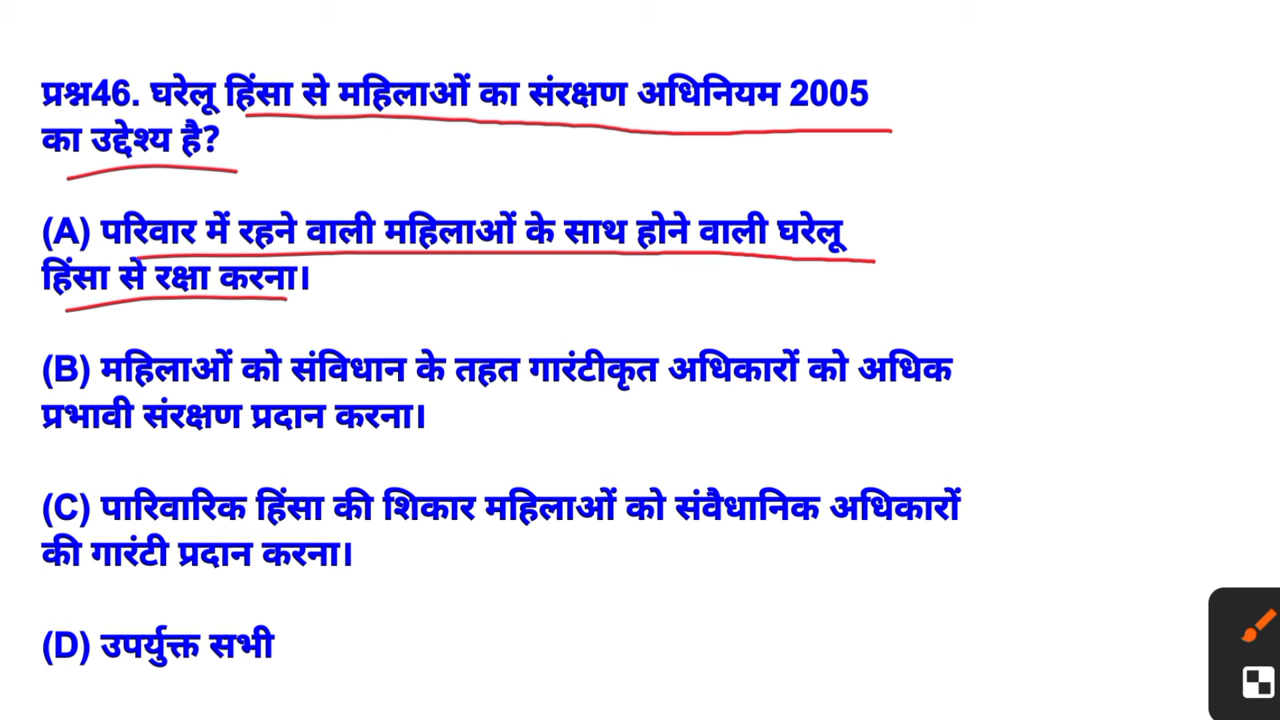 प्रश्न46. घरेलू हिंसा से महिलाओं का संरक्षण अधिनियम 2005
का उद्देश्य है?
(A) परिवार में रहने वाली महिलाओं के साथ होने वाली घरेलू
हिंसा से रक्षा करना।
(B) महिलाओं को संविधान के तहत गारंटीकृत अधिकारों को अधिक
प्रभावी संरक्षण प्रदान करना।
(C) पारिवारिक हिंसा की शिकार महिलाओं को संवैधानिक अधिकारों
की गारंटी प्रदान करना।
(D) उपर्युक्त सभी